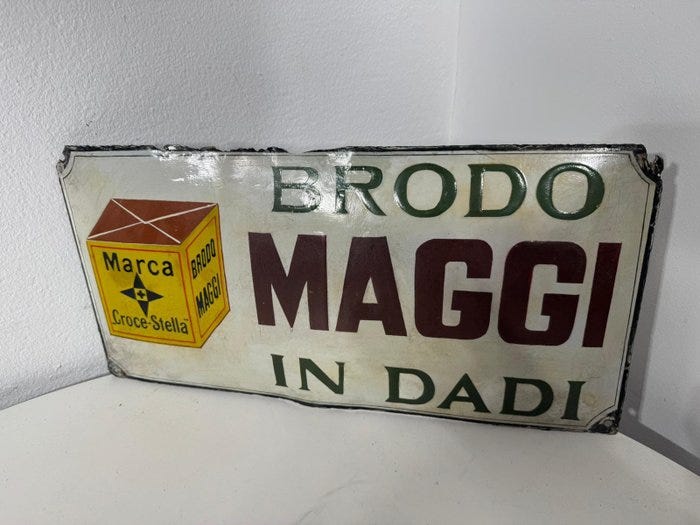 BRODO
MAGGI
IN DADI
Marca
„Croce-Stella"
BRODO
MAGGI